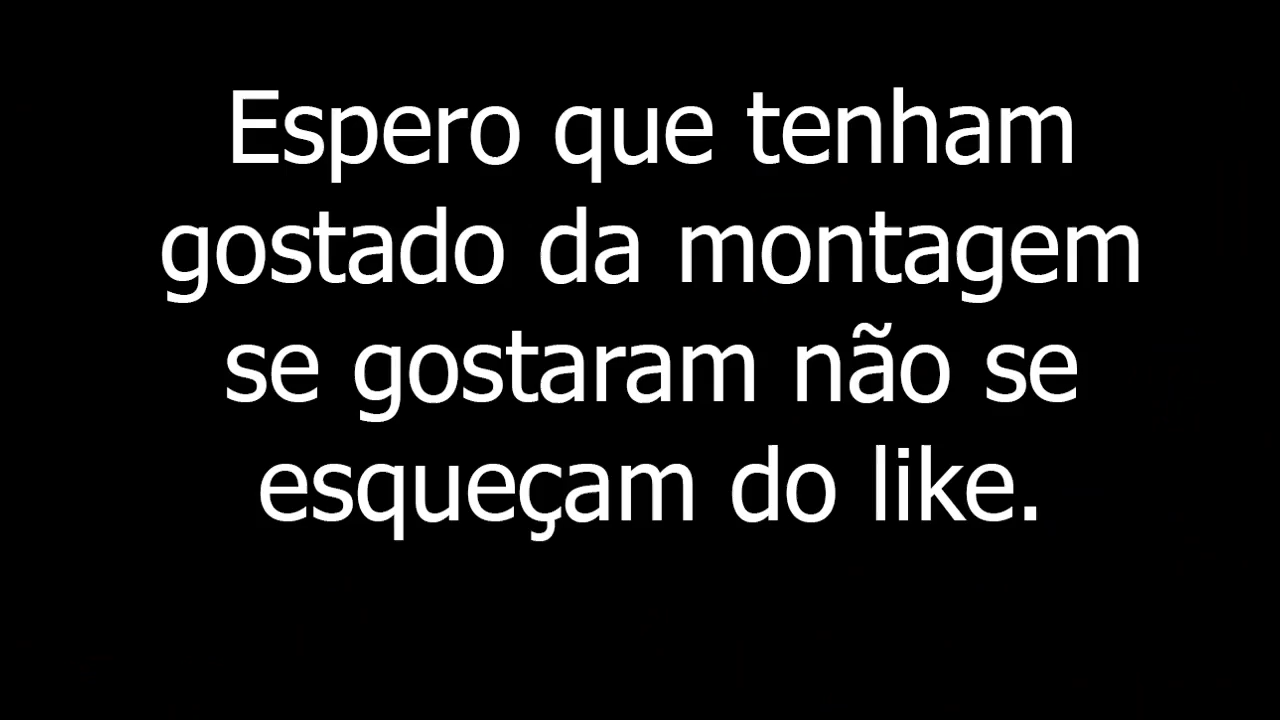 Espero que tenham
gostado da montagem
se gostaram não se
esqueçam do like.